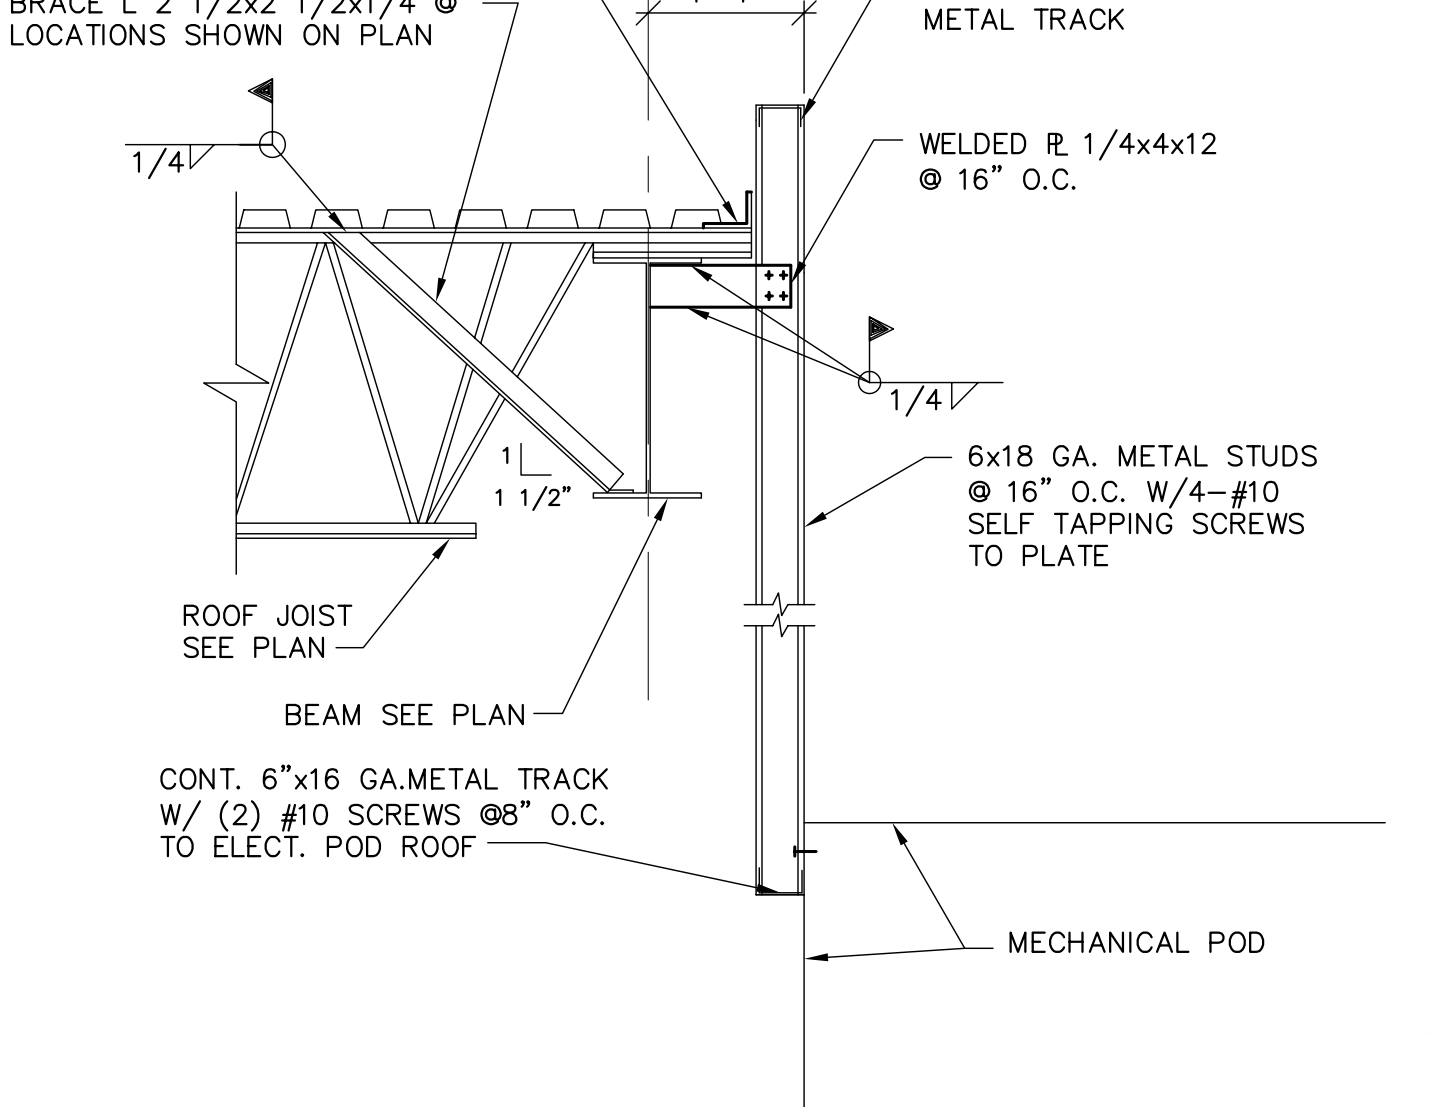 BRACE L 2 1/2x2 1/2x1/4 @
LOCATIONS SHOWN ON PLAN
METAL TRACK
1/4
WELDED ⅊ 1/4x4x12
@ 16" O.C.
1/4
1
1 1/2"
6x18 GA. METAL STUDS
@ 16" O.C. W/4-#10
SELF TAPPING SCREWS
TO PLATE
ROOF JOIST
SEE PLAN
BEAM SEE PLAN
CONT. 6"x16 GA.METAL TRACK
W/ (2) #10 SCREWS @8" O.C.
TO ELECT. POD ROOF
MECHANICAL POD